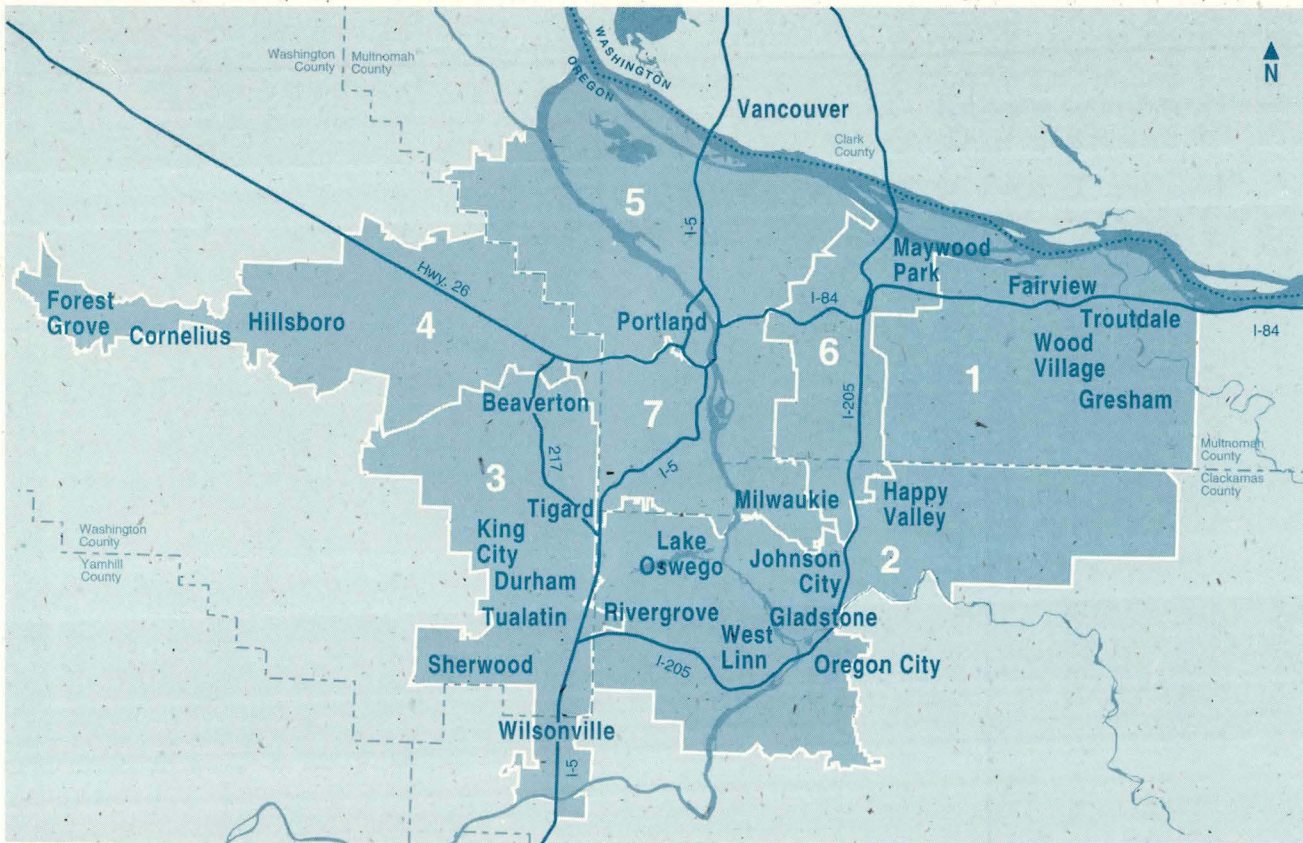 Washington
County
Multnomah
County
WASHINGTON
OREGON
N
Vancouver
Clark
County
5
I-5
Maywood
Park
Hwy. 26
Fairview
Forest
Grove
Cornelius
Hillsboro
4
Portland
I-84
Troutdale
I-84
6
Wood
Village
1
Gresham
Beaverton
7
I-205
217
3
I-5
Multnomah
County
Clackamas
County
Tigard
Milwaukie
Happy
Valley
King
City
Washington
County
Yamhill
County
Lake
Oswego
Johnson
City
2
Durham
Tualatin
Rivergrove
Gladstone
West
Linn
Sherwood
I-205
Oregon City
Wilsonville
I-5